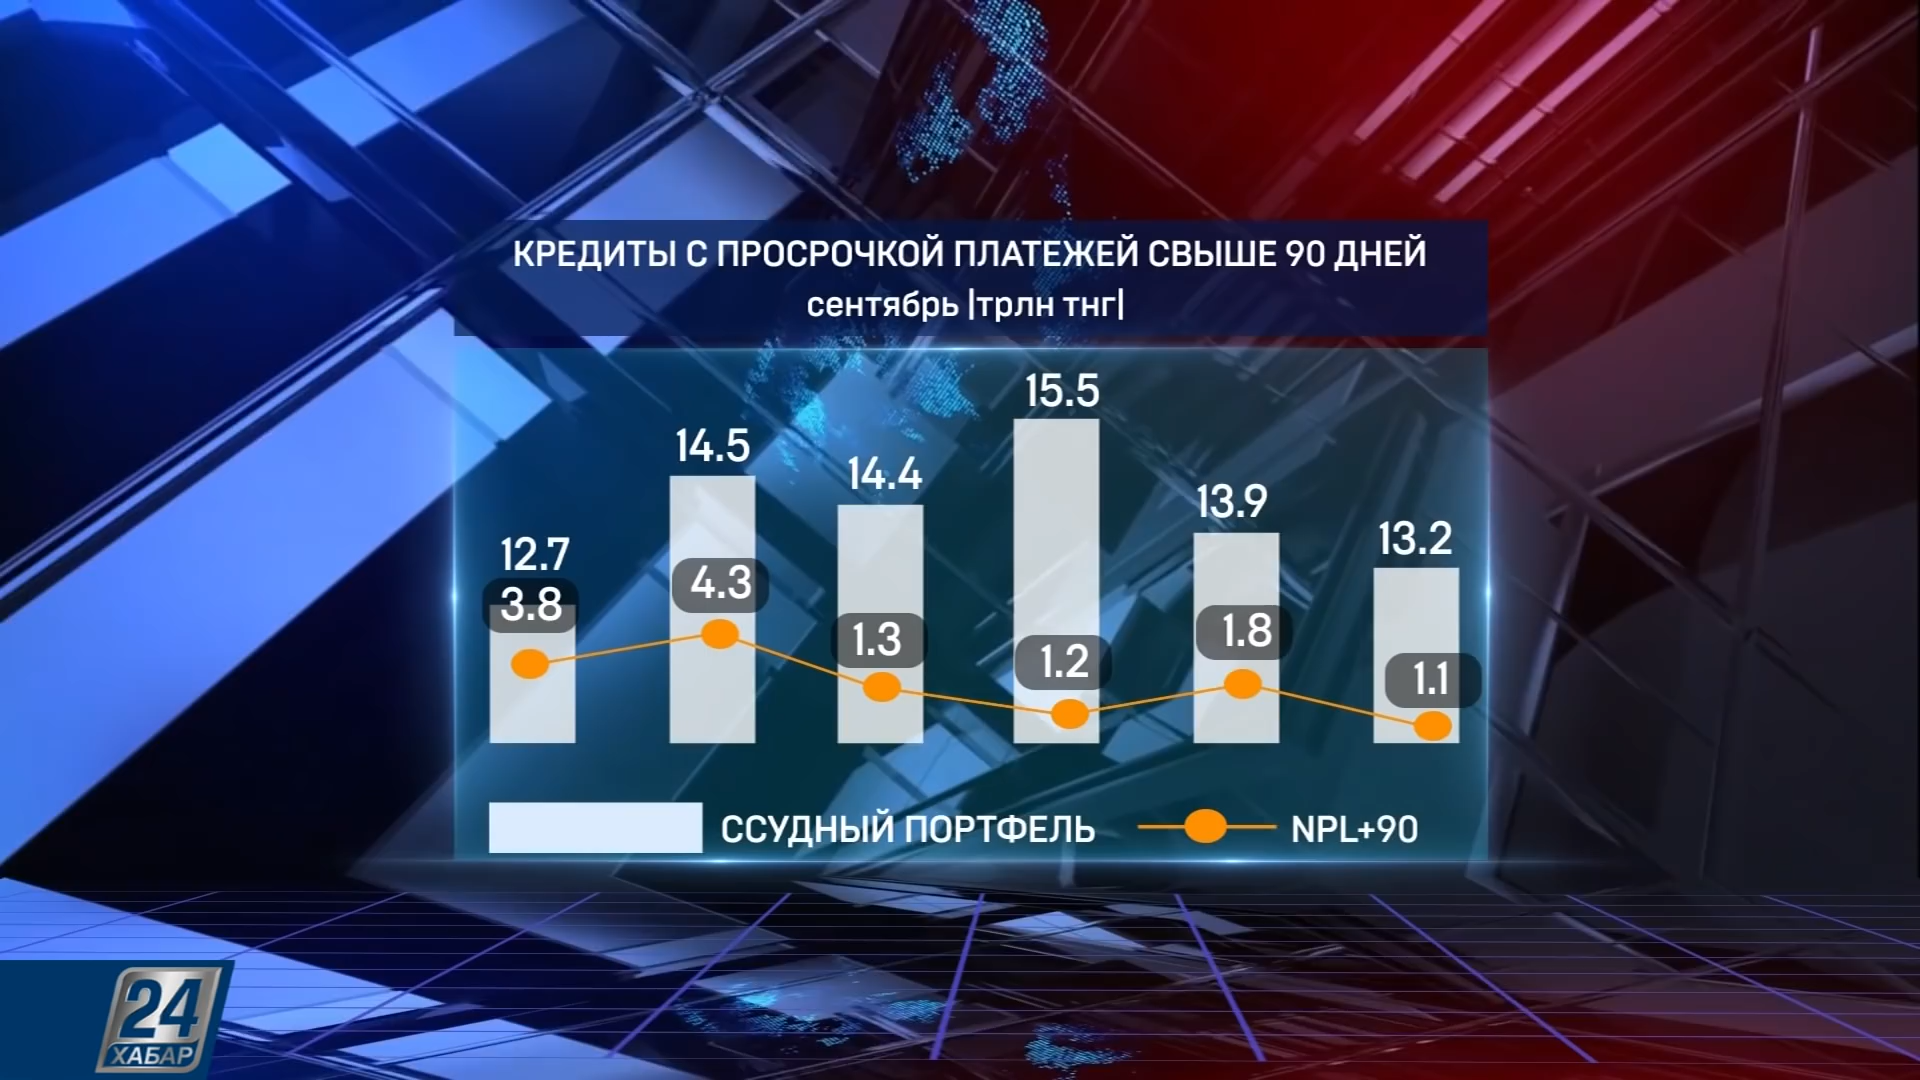 КРЕДИТЫ С ПРОСРОЧКОЙ ПЛАТЕЖЕЙ СВЫШЕ 90 ДНЕЙ
сентябрь |трлн тнг|
12.7
14.5
14.4
15.5
13.9
13.2
3.8
4.3
1.3
1.2
1.8
1.1
ССУДНЫЙ ПОРТФЕЛЬ
NPL+90
24
ХАБАР